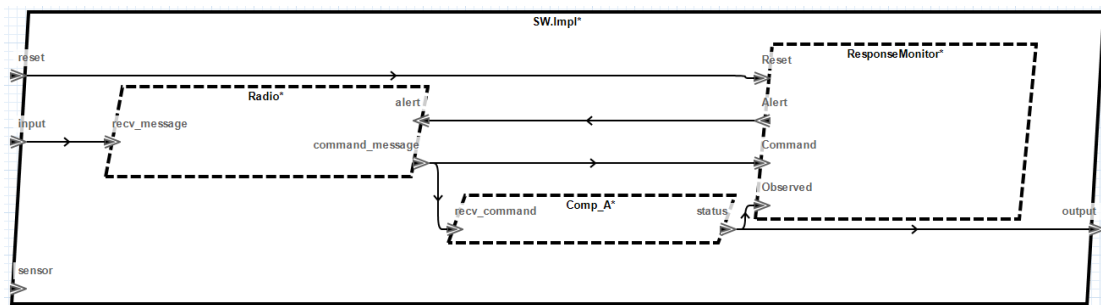 SW.Impl*
reset
Reset
ResponseMonitor*
Radio*
alert
Alert
input
recv_message
command_message
Command
Observed
recv_command
Comp_A*
status
output
sensor